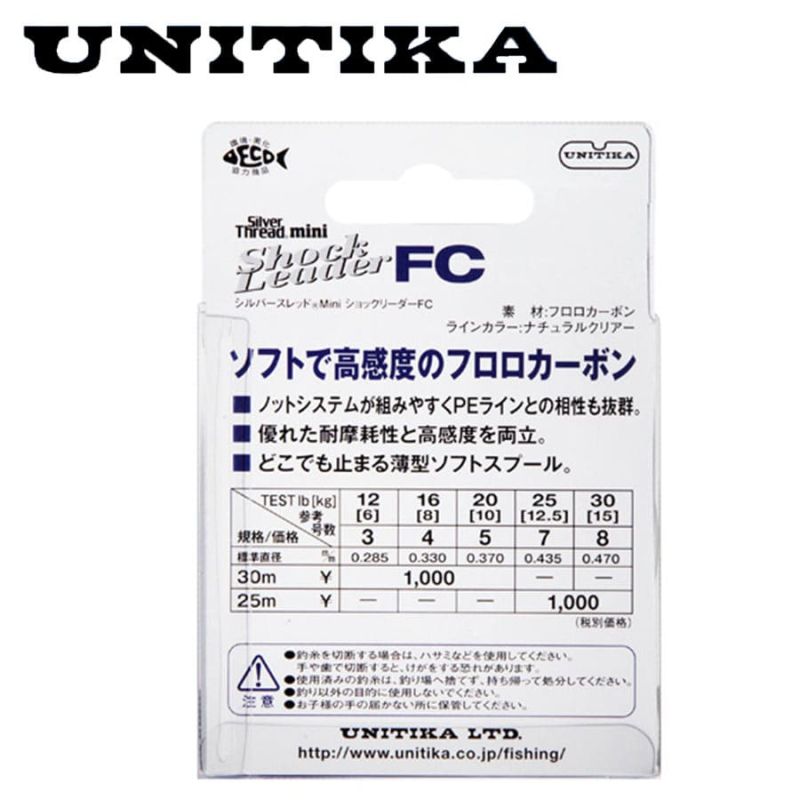 UNITIKA
環境・美化
ECO
協力商品
UNITIKA
Silver
Thread mini
Shock
Leader FC
シルバースレッド®Mini ショックリーダーFC
素 材:フロロカーボン
ラインカラー:ナチュラルクリアー
ソフトで高感度のフロロカーボン
■ ノットシステムが組みやすくPEラインとの相性も抜群。
■ 優れた耐摩耗性と高感度を両立。
■ どこでも止まる薄型ソフトスプール。
TEST lb [kg] 12 16 20 25 30
[6] [8] [10] [12.5] [15]
参考
号数
規格/価格 3 4 5 7 8
標準直径 m/m 0.285 0.330 0.370 0.435 0.470
30m ¥ 1,000 — —
25m ¥ — — — 1,000
(税別価格)
注意
●釣糸を切断する場合は、ハサミなどを使用してください。
手や歯で切断すると、けがをする恐れがあります。
●使用済みの釣糸は、釣り場へ捨てず、持ち帰って処分してください。
●釣り以外の目的に使用しないでください。
●お子様の手の届かない所に保管してください。
UNITIKA LTD.
http://www.unitika.co.jp/fishing/